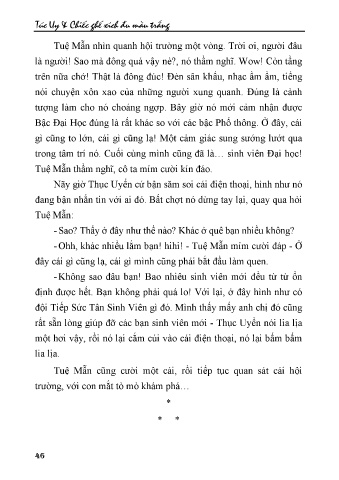 Túc Uy & Chiếc ghế xích đu màu trắng
Tuệ Mẫn nhìn quanh hội trường một vòng. Trời ơi, người đâu
là người! Sao mà đông quá vậy nè?, nó thầm nghĩ. Wow! Còn tầng
trên nữa chớ! Thật là đông đúc! Đèn sân khấu, nhạc ầm ầm, tiếng
nói chuyện xôn xao của những người xung quanh. Đúng là cảnh
tượng làm cho nó choáng ngợp. Bây giờ nó mới cảm nhận được
Bậc Đại Học đúng là rất khác so với các bậc Phổ thông. Ở đây, cái
gì cũng to lớn, cái gì cũng lạ! Một cảm giác sung sướng lướt qua
trong tâm trí nó. Cuối cùng mình cũng đã là… sinh viên Đại học!
Tuệ Mẫn thầm nghĩ, cô ta mỉm cười kín đáo.
Nãy giờ Thục Uyển cứ bận săm soi cái điện thoại, hình như nó
đang bận nhắn tin với ai đó. Bất chợt nó dừng tay lại, quay qua hỏi
Tuệ Mẫn:
- Sao? Thấy ở đây như thế nào? Khác ở quê bạn nhiều không?
- Ohh, khác nhiều lắm bạn! hihi! - Tuệ Mẫn mỉm cười đáp - Ở
đây cái gì cũng lạ, cái gì mình cũng phải bắt đầu làm quen.
- Không sao đâu bạn! Bao nhiêu sinh viên mới đều từ từ ổn
định được hết. Bạn không phải quá lo! Với lại, ở đây hình như có
đội Tiếp Sức Tân Sinh Viên gì đó. Mình thấy mấy anh chị đó cũng
rất sẵn lòng giúp đỡ các bạn sinh viên mới - Thục Uyển nói lia lịa
một hơi vậy, rồi nó lại cắm cúi vào cái điện thoại, nó lại bấm bấm
lia lịa.
Tuệ Mẫn cũng cười một cái, rồi tiếp tục quan sát cái hội
trường, với con mắt tò mò khám phá…
*
* *
46